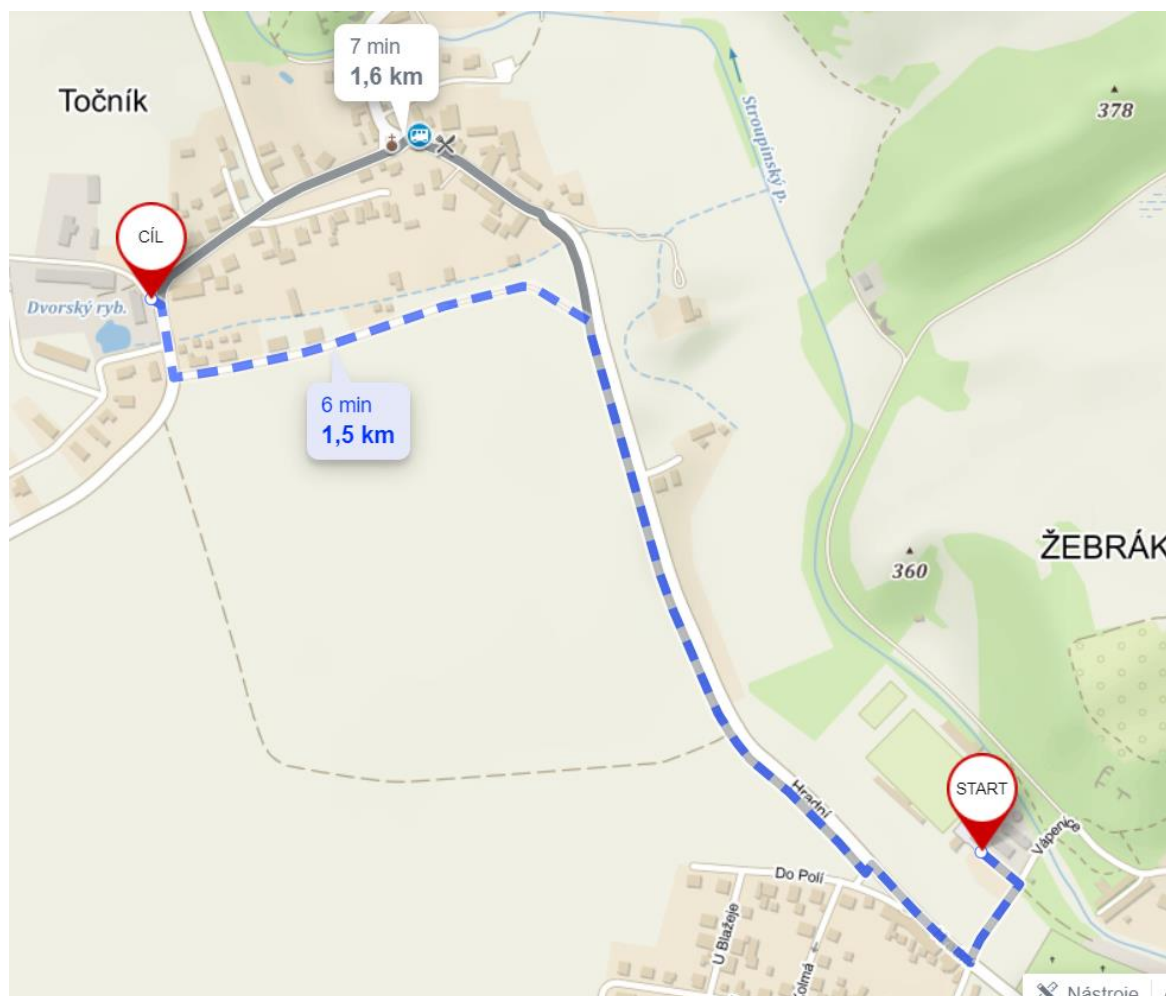 7 min
1,6 km
Točník
378
Stroupínský p.
CÍL
Dvorský ryb.
6 min
1,5 km
ŽEBRÁK
360
START
Hradní
Vápenice
Do Polí
U Blažeje
Kolmá
Nástroje